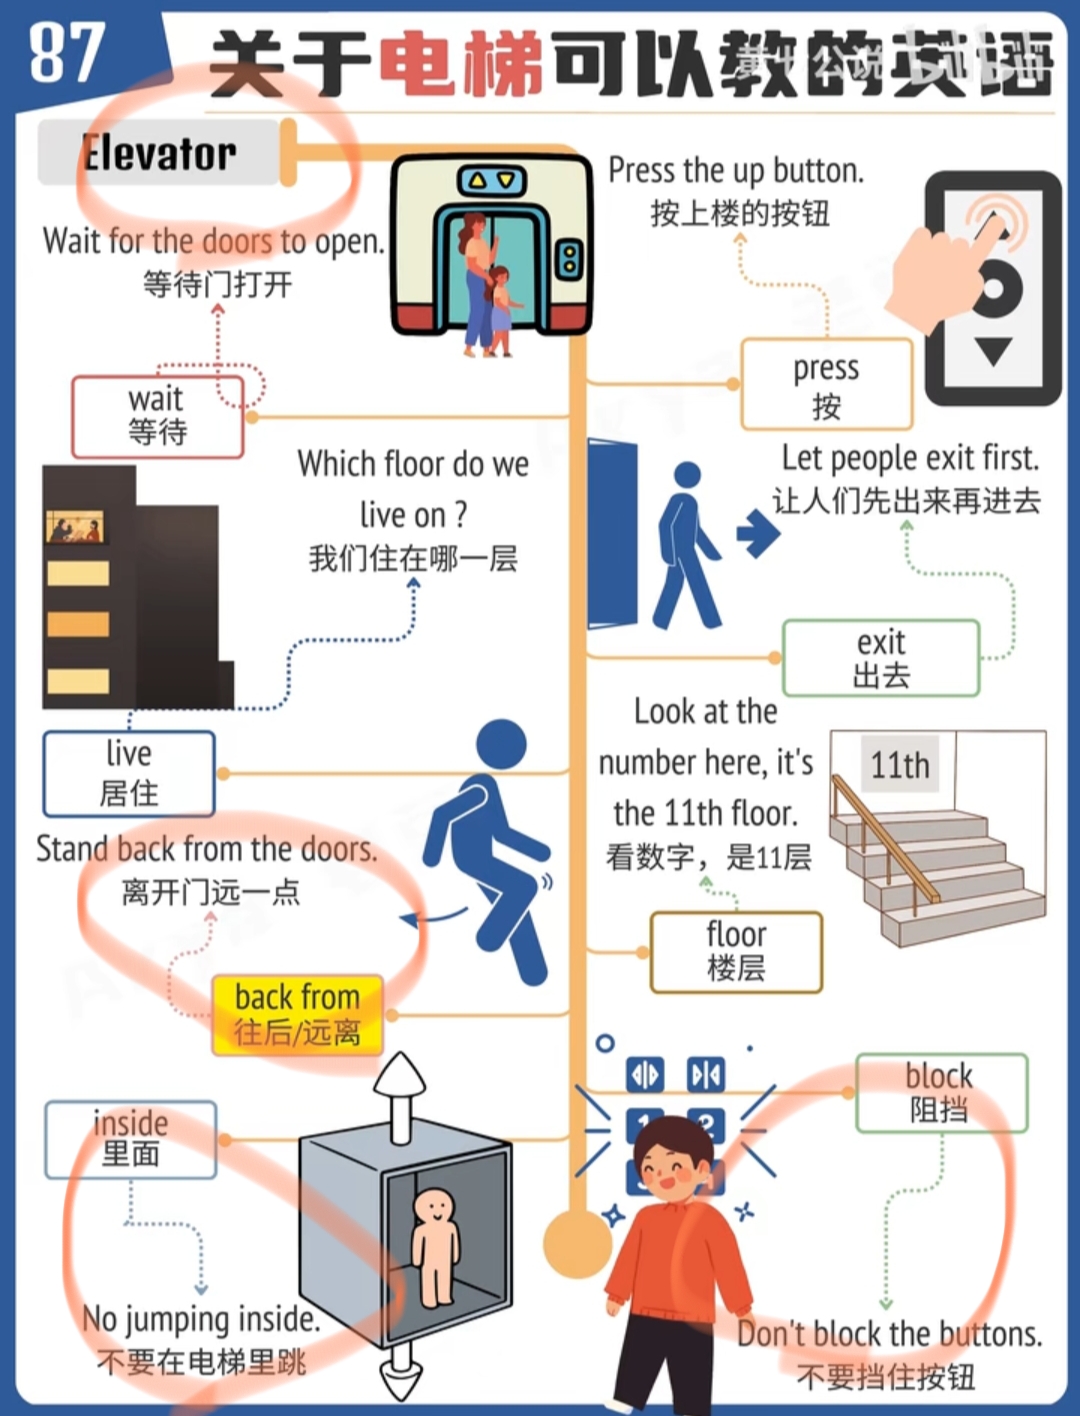 87
关于电梯可以教的英语
Elevator
Wait for the doors to open.
等待门打开
Press the up button.
按上楼的按钮
press
按
wait
等待
Which floor do we
live on ?
我们住在哪一层
Let people exit first.
让人们先出来再进去
exit
出去
live
居住
Look at the
number here, it's
the 11th floor.
看数字，是11层
11th
floor
楼层
Stand back from the doors.
离开门远一点
back from
往后/远离
inside
里面
No jumping inside.
不要在电梯里跳
block
阻挡
1 2
Don't block the buttons.
不要挡住按钮